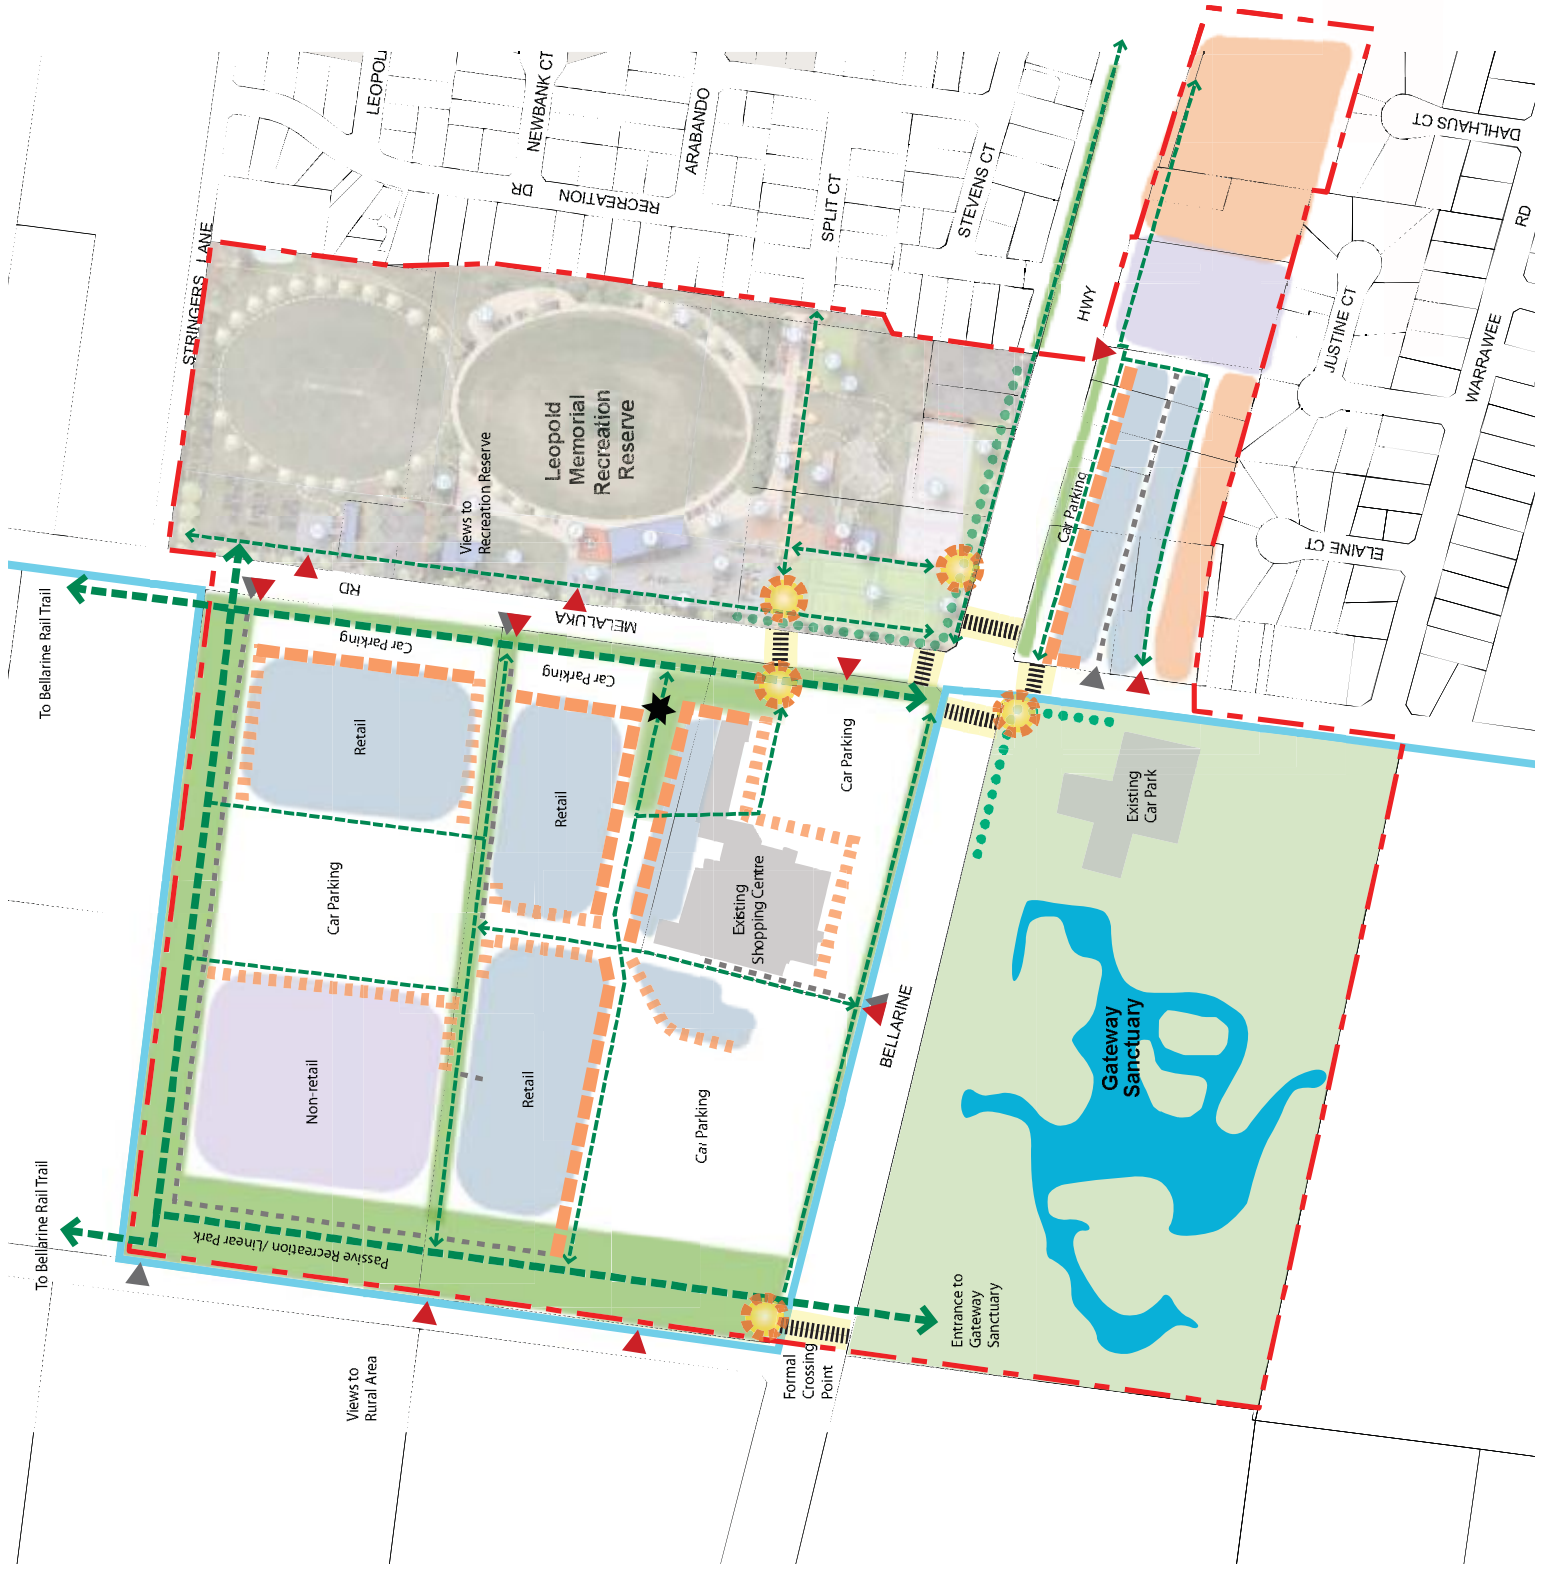 To Bellarine Rail Trail
To Bellarine Rail Trail
STRINGERS LANE
NEWBANK CT
ARABANDO
RECREATION DR
SPLIT CT
STEVENS CT
HWY
DAHLHAUS CT
RD
JUSTINE CT
WARRAWEE
ELAINE CT
Leopold
Memorial
Recreation
Reserve
Views to
Recreation Reserve
MELALUKA RD
Car Parking
Car Parking
Car Parking
Retail
Retail
Retail
Car Parking
Car Parking
Car Parking
Non-retail
Existing
Shopping Centre
Existing
Car Park
BELLARINE
Gateway
Sanctuary
Passive Recreation /Linear Park
Entrance to
Gateway
Sanctuary
Formal
Crossing
Point
Views to
Rural Area